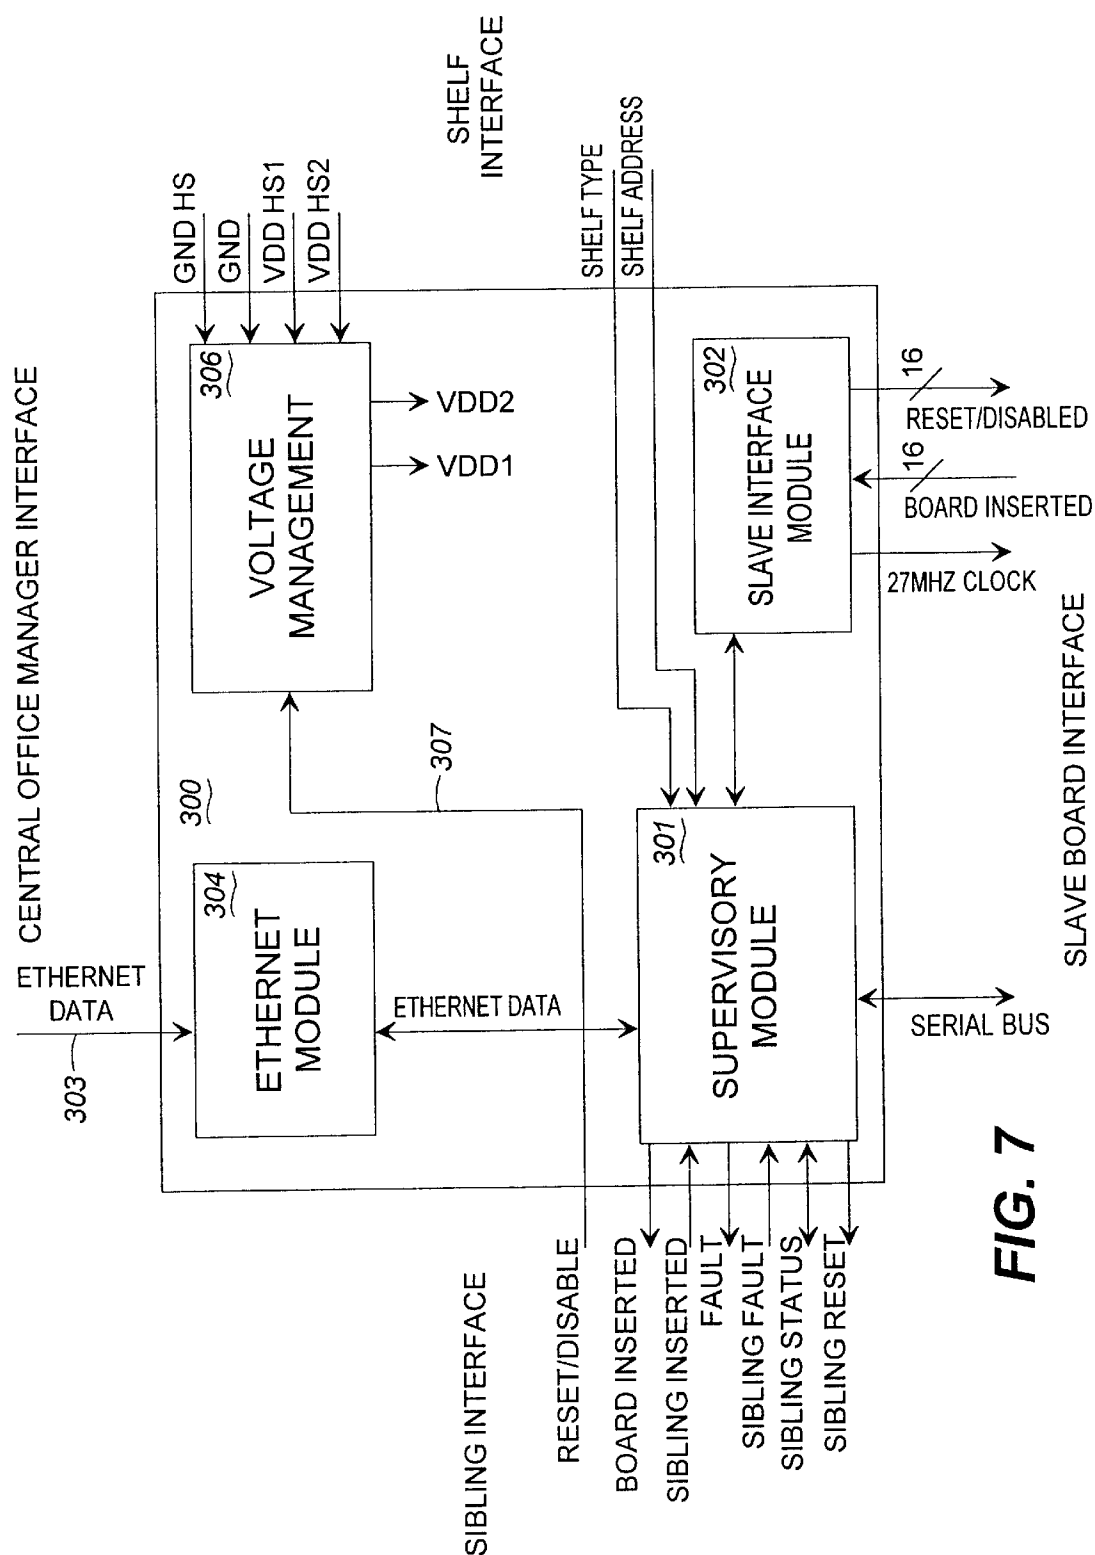 CENTRAL OFFICE MANAGER INTERFACE
ETHERNET
DATA
303
300
304
ETHERNET
MODULE
306
VOLTAGE
MANAGEMENT
GND HS
GND
VDD HS1
VDD HS2
VDD1
VDD2
307
ETHERNET DATA
SHELF
INTERFACE
SIBLING INTERFACE
RESET/DISABLE
BOARD INSERTED
SIBLING INSERTED
FAULT
SIBLING FAULT
SIBLING STATUS
SIBLING RESET
301
SUPERVISORY
MODULE
SHELF TYPE
SHELF ADDRESS
302
SLAVE INTERFACE
MODULE
SERIAL BUS
27MHZ CLOCK
16
BOARD INSERTED
16
RESET/DISABLED
SLAVE BOARD INTERFACE
FIG. 7